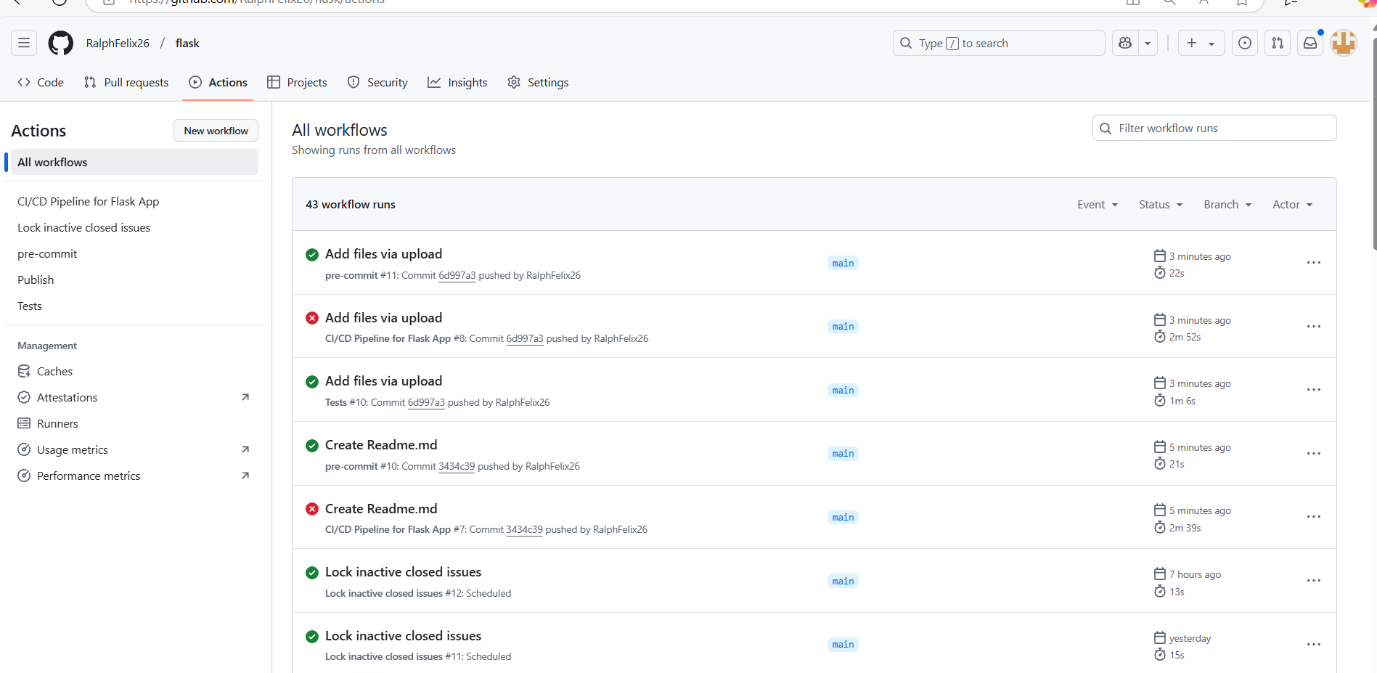 https://github.com/RalphFelix26/flask/actions
RalphFelix26 / flask
Type / to search
Code
Pull requests
Actions
Projects
Security
Insights
Settings
Actions
New workflow
All workflows
CI/CD Pipeline for Flask App
Lock inactive closed issues
pre-commit
Publish
Tests
Management
Caches
Attestations
Runners
Usage metrics
Performance metrics
All workflows
Showing runs from all workflows
Filter workflow runs
43 workflow runs
Event
Status
Branch
Actor
Add files via upload
pre-commit #11: Commit 6d997a3 pushed by RalphFelix26
main
3 minutes ago
22s
Add files via upload
CI/CD Pipeline for Flask App #8: Commit 6d997a3 pushed by RalphFelix26
main
3 minutes ago
2m 52s
Add files via upload
Tests #10: Commit 6d997a3 pushed by RalphFelix26
main
3 minutes ago
1m 6s
Create Readme.md
pre-commit #10: Commit 3434c39 pushed by RalphFelix26
main
5 minutes ago
21s
Create Readme.md
CI/CD Pipeline for Flask App #7: Commit 3434c39 pushed by RalphFelix26
main
5 minutes ago
2m 39s
Lock inactive closed issues
Lock inactive closed issues #12: Scheduled
main
7 hours ago
13s
Lock inactive closed issues
Lock inactive closed issues #11: Scheduled
main
yesterday
15s